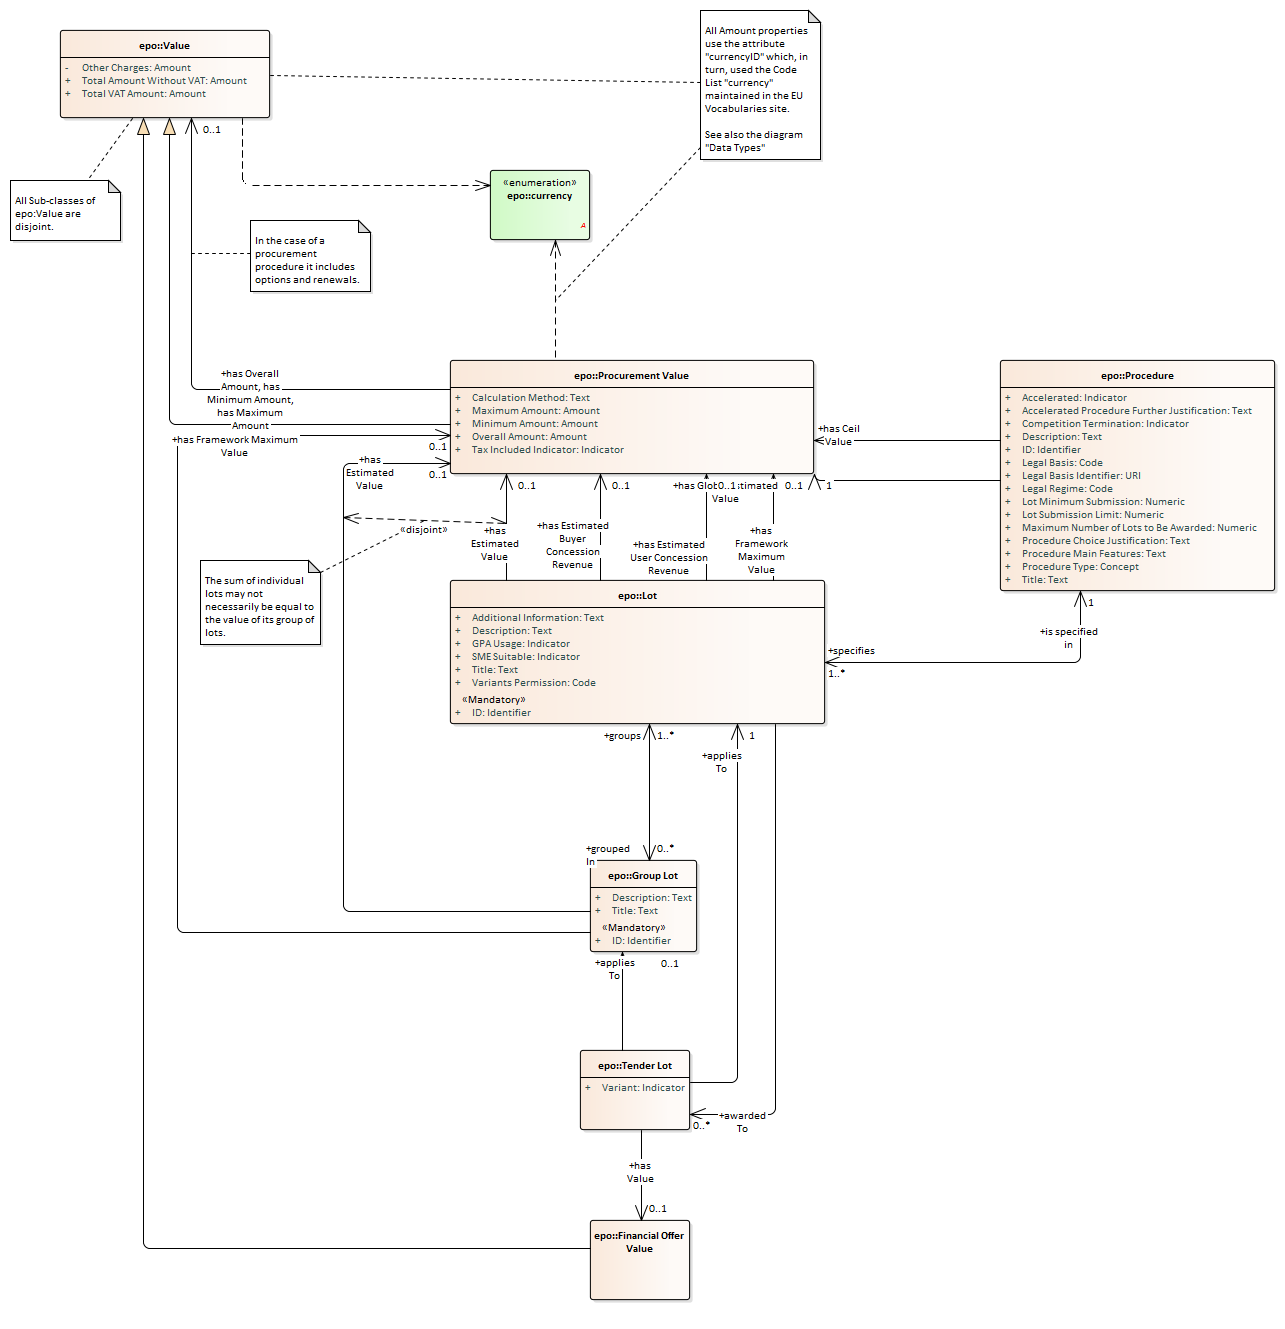 epo::Value
- Other Charges: Amount
+ Total Amount Without VAT: Amount
+ Total VAT Amount: Amount
All Amount properties
use the attribute
"currencyID" which, in
turn, used the Code
List "currency"
maintained in the EU
Vocabularies site.
See also the diagram
"Data Types"
0..1
All Sub-classes of
epo:Value are
disjoint.
«enumeration»
epo::currency
A
In the case of a
procurement
procedure it includes
options and renewals.
+has Overall
Amount, has
Minimum Amount,
has Maximum
Amount
+has Framework Maximum
Value
0..1
+has
Estimated
Value
0..1
epo::Procurement Value
+ Calculation Method: Text
+ Maximum Amount: Amount
+ Minimum Amount: Amount
+ Overall Amount: Amount
+ Tax Included Indicator: Indicator
+has Ceil
Value
epo::Procedure
+ Accelerated: Indicator
+ Accelerated Procedure Further Justification: Text
+ Competition Termination: Indicator
+ Description: Text
+ ID: Identifier
+ Legal Basis: Code
+ Legal Basis Identifier: URI
+ Legal Regime: Code
+ Lot Minimum Submission: Numeric
+ Lot Submission Limit: Numeric
+ Maximum Number of Lots to Be Awarded: Numeric
+ Procedure Choice Justification: Text
+ Procedure Main Features: Text
+ Procedure Type: Concept
+ Title: Text
0..1
0..1
+has 0..1
Value
0..1
1
«disjoint»
+has
Estimated
Value
+has Estimated
Buyer
Concession
Revenue
+has Estimated
User Concession
Revenue
+has
Framework
Maximum
Value
The sum of individual
lots may not
necessarily be equal to
the value of its group of
lots.
epo::Lot
+ Additional Information: Text
+ Description: Text
+ GPA Usage: Indicator
+ SME Suitable: Indicator
+ Title: Text
+ Variants Permission: Code
«Mandatory»
+ ID: Identifier
1
+is specified
in
+specifies
1..*
+groups
1..*
+applies
To
1
+grouped
In
0..*
epo::Group Lot
+ Description: Text
+ Title: Text
«Mandatory»
+ ID: Identifier
+applies
To
0..1
epo::Tender Lot
+ Variant: Indicator
+awarded
To
0..*
+has
Value
0..1
epo::Financial Offer
Value